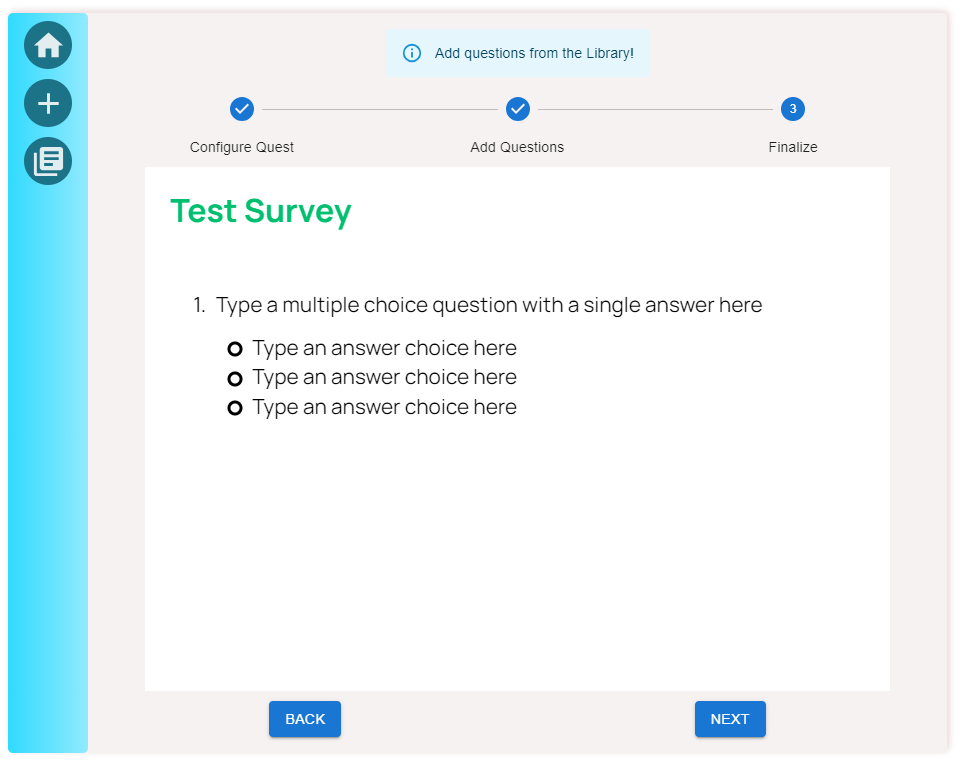 Add questions from the Library!
3
Configure Quest
Add Questions
Finalize
Test Survey
1. Type a multiple choice question with a single answer here
Type an answer choice here
Type an answer choice here
Type an answer choice here
BACK
NEXT